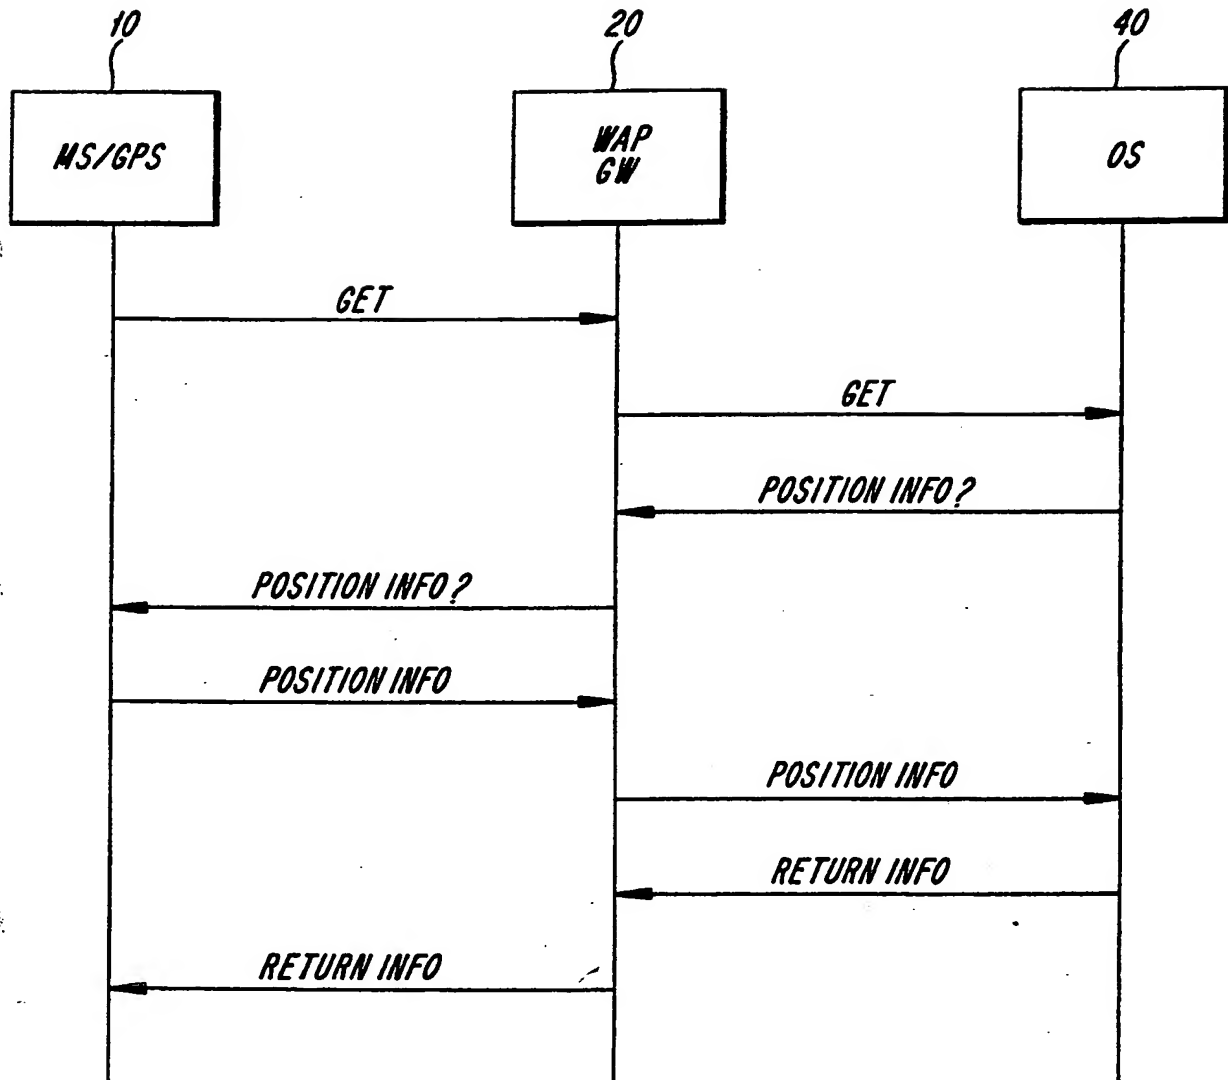 10
20
40
MS/GPS
WAP
GW
OS
GET
GET
POSITION INFO?
POSITION INFO?
POSITION INFO
POSITION INFO
RETURN INFO
RETURN INFO